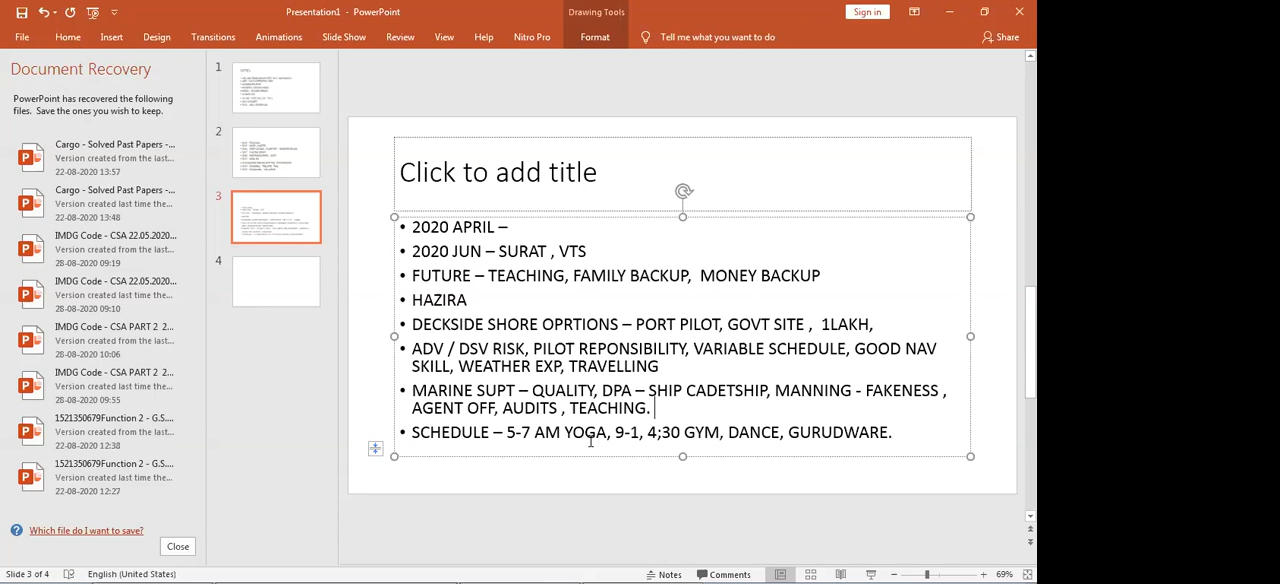 Presentation1 - PowerPoint
Drawing Tools
Sign in
File Home Insert Design Transitions Animations Slide Show Review View Help Nitro Pro Format Tell me what you want to do Share
Document Recovery
PowerPoint has recovered the following
files. Save the ones you wish to keep.
Cargo - Solved Past Papers -...
Version created from the last...
22-08-2020 13:57
Cargo - Solved Past Papers -...
Version created last time the...
22-08-2020 13:48
IMDG Code - CSA 22.05.2020...
Version created from the last...
28-08-2020 09:19
IMDG Code - CSA 22.05.2020...
Version created last time the...
28-08-2020 09:10
IMDG Code - CSA PART 2 2...
Version created from the last...
28-08-2020 10:06
IMDG Code - CSA PART 2 2...
Version created last time the...
28-08-2020 09:55
1521350679Function 2 - G.S....
Version created from the last...
22-08-2020 12:38
1521350679Function 2 - G.S....
Version created last time the...
22-08-2020 12:27
Which file do I want to save?
Close
1
2
3
4
Click to add title
• 2020 APRIL –
• 2020 JUN – SURAT , VTS
• FUTURE – TEACHING, FAMILY BACKUP, MONEY BACKUP
• HAZIRA
• DECKSIDE SHORE OPRTIONS – PORT PILOT, GOVT SITE , 1LAKH,
• ADV / DSV RISK, PILOT REPONSIBILITY, VARIABLE SCHEDULE, GOOD NAV
SKILL, WEATHER EXP, TRAVELLING
• MARINE SUPT – QUALITY, DPA – SHIP CADETSHIP, MANNING - FAKENESS ,
AGENT OFF, AUDITS , TEACHING.
• SCHEDULE – 5-7 AM YOGA, 9-1, 4;30 GYM, DANCE, GURUDWARE.
Slide 3 of 4 English (United States) Notes Comments 69%